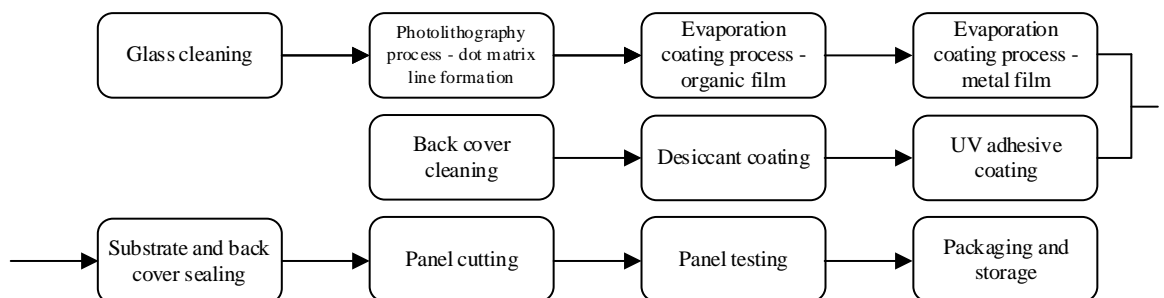 Glass cleaning
Photolithography
process - dot matrix
line formation
Evaporation
coating process -
organic film
Evaporation
coating process -
metal film
Back cover
cleaning
Desiccant coating
UV adhesive
coating
Substrate and back
cover sealing
Panel cutting
Panel testing
Packaging and
storage